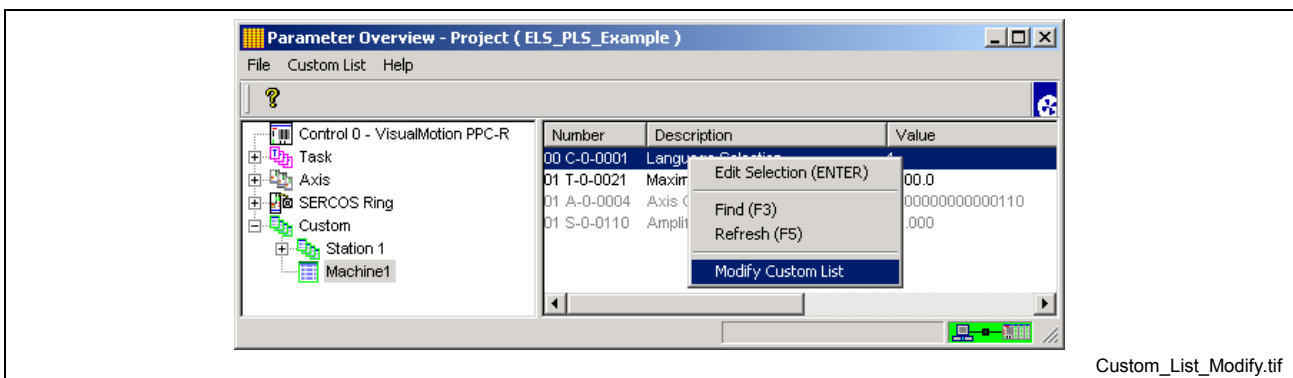 Parameter Overview - Project ( ELS_PLS_Example )
File Custom List Help
Control 0 - VisualMotion PPC-R
Task
Axis
SERCOS Ring
Custom
Station 1
Machine1
Number Description Value
00 C-0-0001
01 T-0-0021 00.0
01 A-0-0004 Axis 00000000000110
01 S-0-0110 .000
Edit Selection (ENTER)
Find (F3)
Refresh (F5)
Modify Custom List
Custom_List_Modify.tif